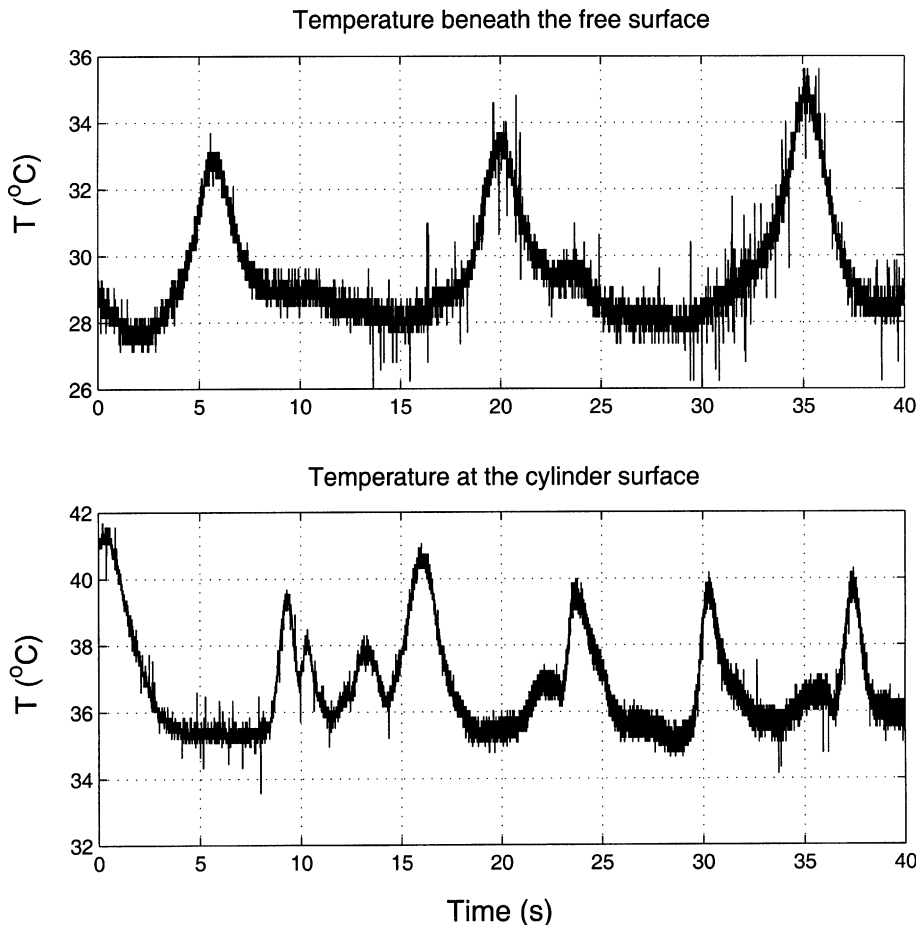 Temperature beneath the free surface
36
34
32
30
28
26
T (°C)
0 5 10 15 20 25 30 35 40
Temperature at the cylinder surface
42
40
38
36
34
32
T (°C)
0 5 10 15 20 25 30 35 40
Time (s)